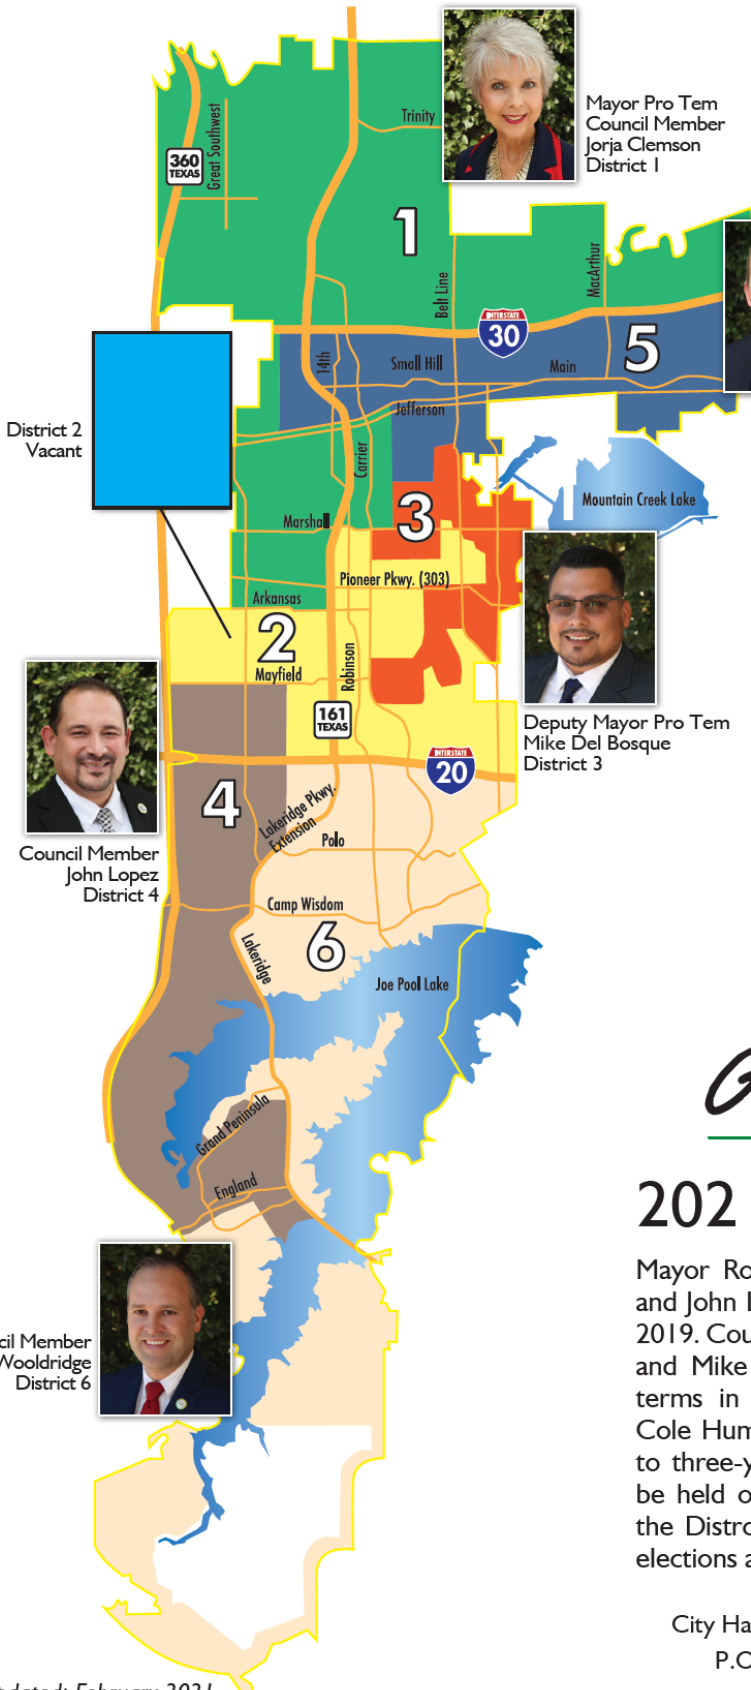 Mayor Pro Tem
Council Member
Jorja Clemson
District 1
Trinity
Great Southwest
360
TEXAS
1
MacArthur
Belt Line
INTERSTATE
30
5
14th
Small Hill
Main
Jefferson
District 2
Vacant
Carrier
Mountain Creek Lake
3
Marshal
Pioneer Pkwy. (303)
Arkansas
2
Mayfield
Robinson
161
TEXAS
Deputy Mayor Pro Tem
Mike Del Bosque
District 3
INTERSTATE
20
4
Lakeridge Pkwy.
Extension
Polo
Council Member
John Lopez
District 4
Camp Wisdom
6
Lakeridge
Joe Pool Lake
Grand Peninsula
England
202
Mayor Ro
and John L
2019. Cou
and Mike
terms in
Cole Hum
to three-y
be held o
the Distro
elections a
cil Member
Wooldridge
District 6
City Ha
P.O
dated: February 2021